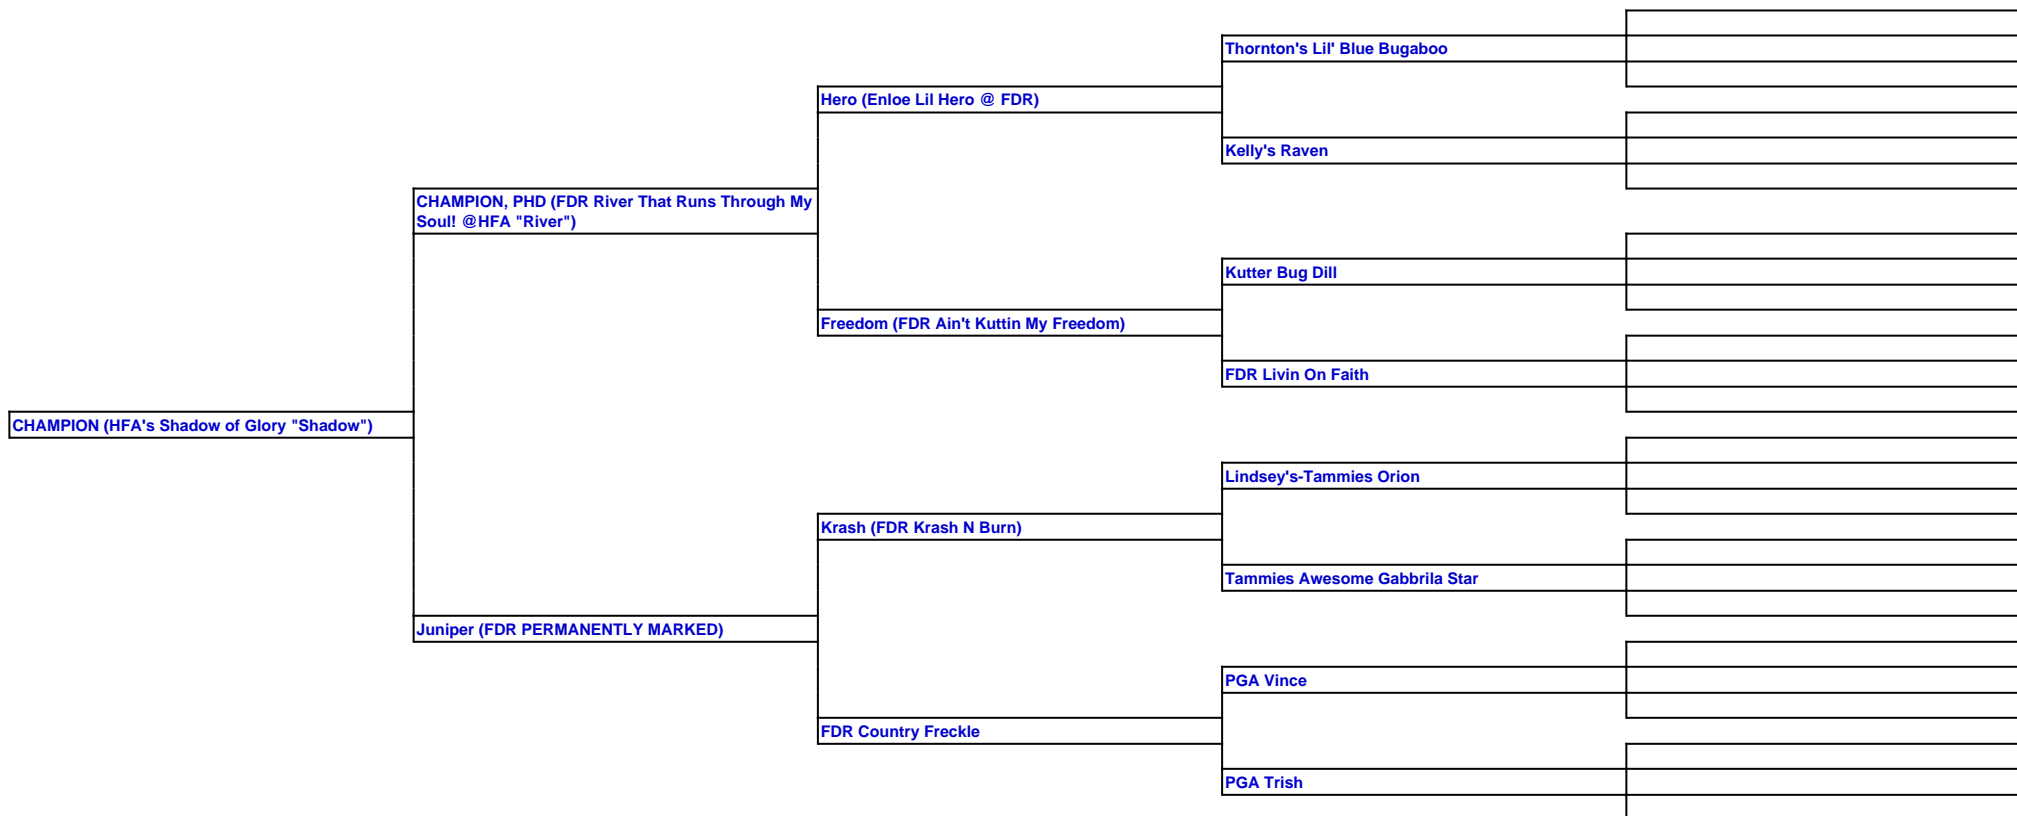 Thornton's Lil' Blue Bugaboo
Hero (Enloe Lil Hero @ FDR)
Kelly's Raven
CHAMPION, PHD (FDR River That Runs Through My
Soul! @HFA "River")
Kutter Bug Dill
Freedom (FDR Ain't Kuttin My Freedom)
FDR Livin On Faith
CHAMPION (HFA's Shadow of Glory "Shadow")
Lindsey's-Tammies Orion
Krash (FDR Krash N Burn)
Tammies Awesome Gabbrila Star
Juniper (FDR PERMANENTLY MARKED)
PGA Vince
FDR Country Freckle
PGA Trish